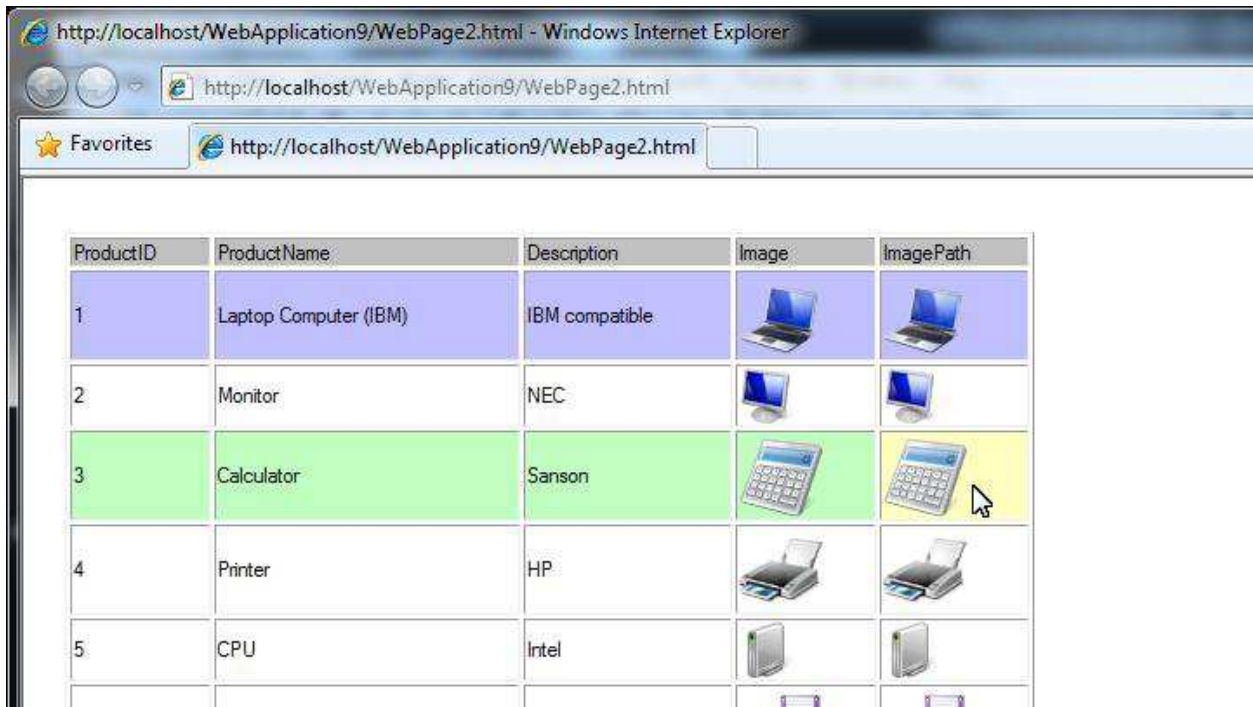 http://localhost/WebApplication9/WebPage2.html - Windows Internet Explorer
http://localhost/WebApplication9/WebPage2.html
Favorites http://localhost/WebApplication9/WebPage2.html
ProductID ProductName Description Image ImagePath
1 Laptop Computer (IBM) IBM compatible
2 Monitor NEC
3 Calculator Sanson
4 Printer HP
5 CPU Intel